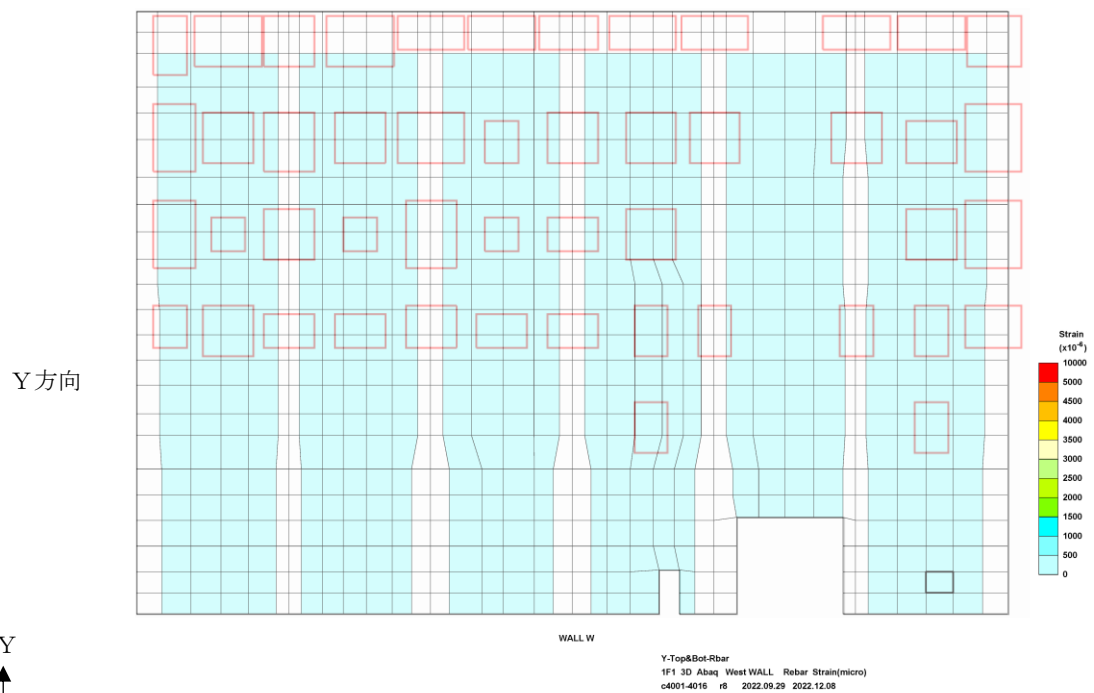 Y方向
Strain
(x10-6)
10000
5000
4500
4000
3500
3000
2500
2000
1500
1000
500
0
WALL W
Y
Y-Top&Bot-Rbar
1F1 3D Abaq West WALL Rebar Strain(micro)
c4001-4016 r8 2022.09.29 2022.12.08